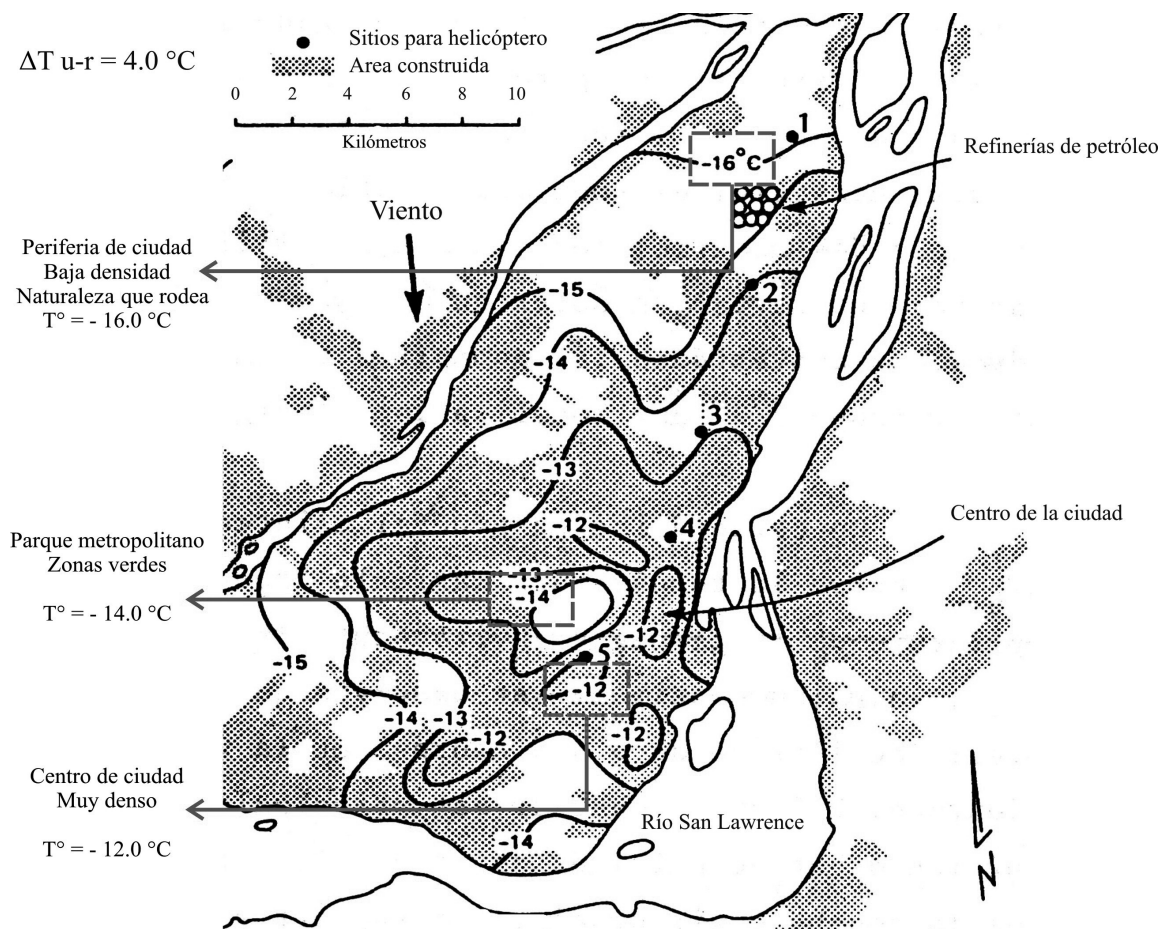 ΔT u-r = 4.0 °C
Sitios para helicóptero
Area construida
0 2 4 6 8 10
Kilómetros
1
-16°C
Refinerías de petróleo
Viento
Periferia de ciudad
Baja densidad
Naturaleza que rodea
T° = - 16.0 °C
-15
2
-14
3
-13
-12
4
Centro de la ciudad
Parque metropolitano
Zonas verdes
T° = - 14.0 °C
-13
-14
-12
5
-15
-12
-14
-13
-12
-12
Centro de ciudad
Muy denso
T° = - 12.0 °C
-14
Río San Lawrence
N